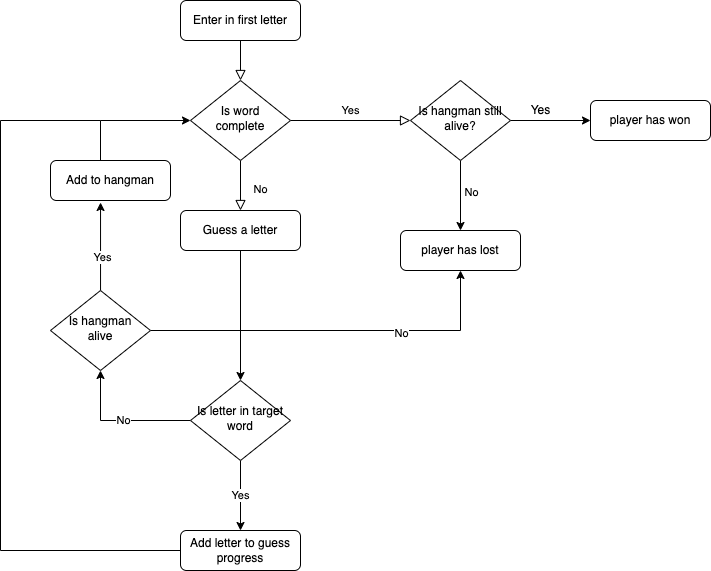 Enter in first letter
Is word
complete
Yes
Is hangman still
alive?
Yes
player has won
Add to hangman
No
No
Guess a letter
player has lost
Yes
Is hangman
alive
No
Is letter in target
word
No
Yes
Add letter to guess
progress